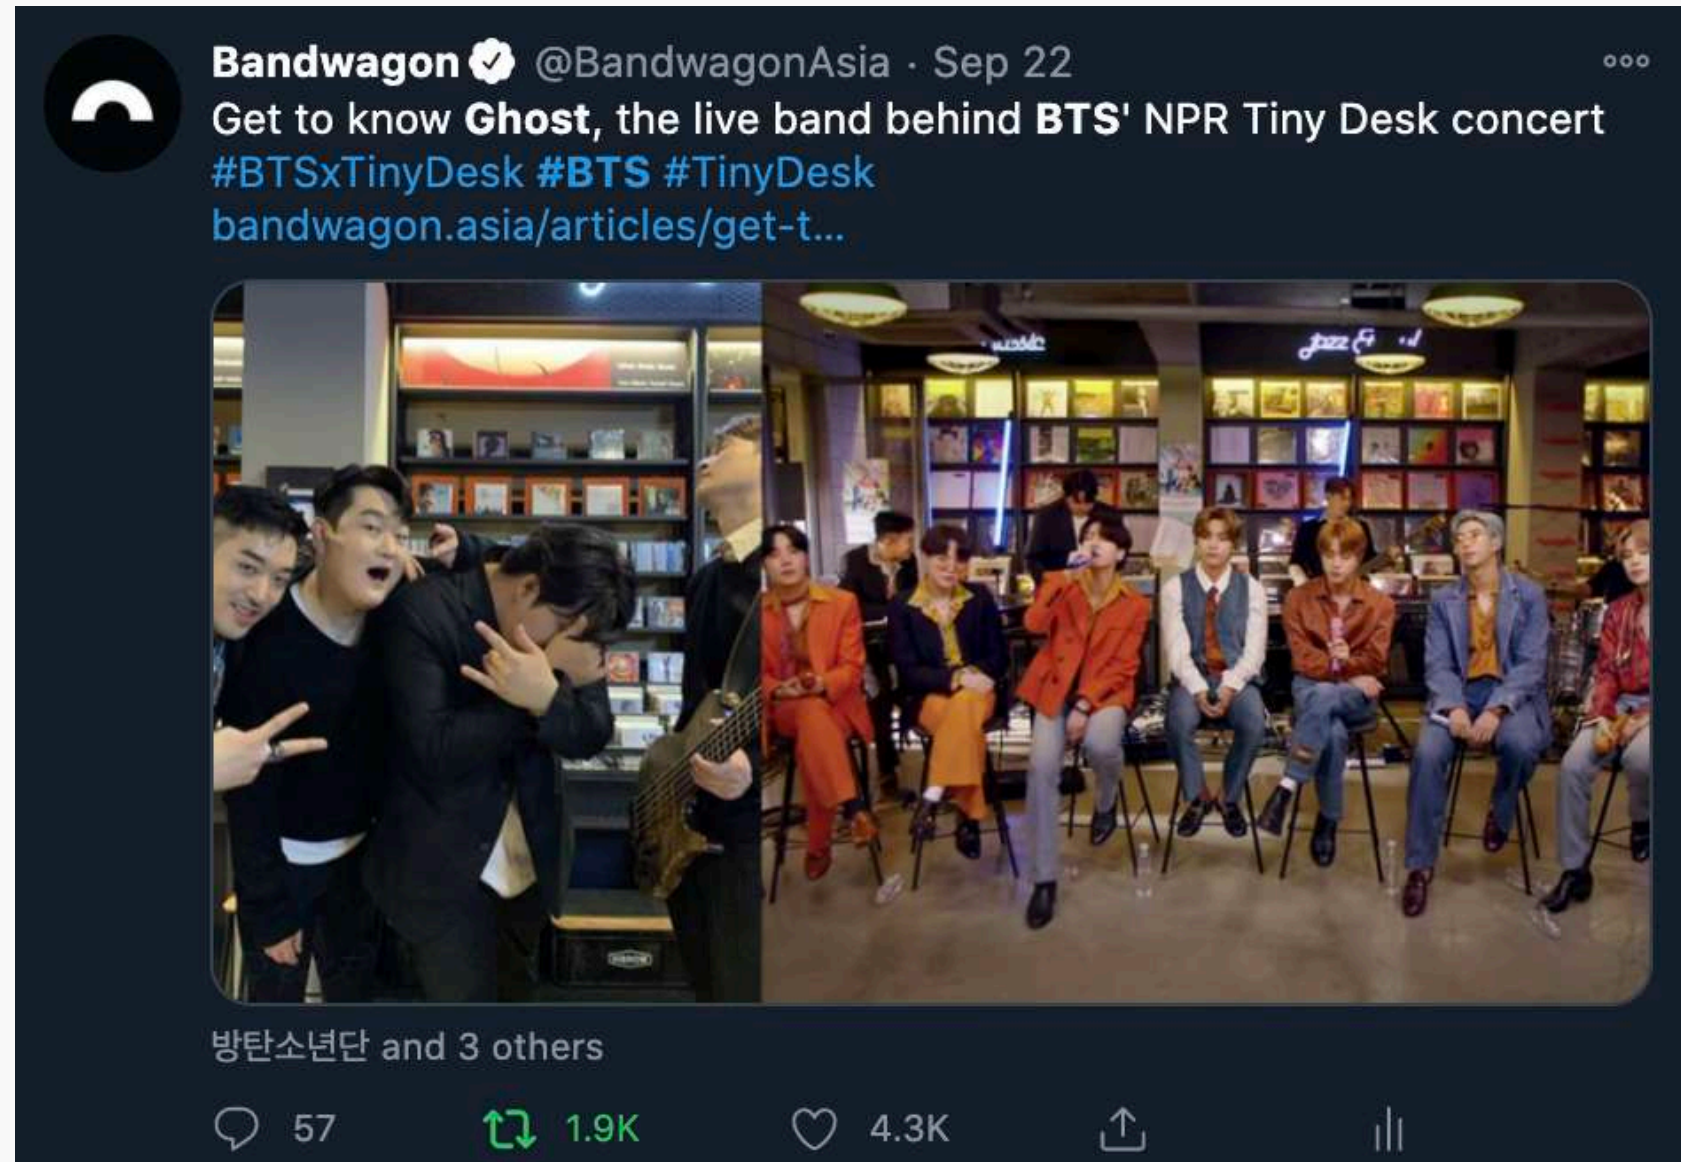 Bandwagon @BandwagonAsia · Sep 22
Get to know Ghost, the live band behind BTS' NPR Tiny Desk concert
#BTSxTinyDesk #BTS #TinyDesk
bandwagon.asia/articles/get-t...
jazz &
방탄소년단 and 3 others
57 1.9K 4.3K